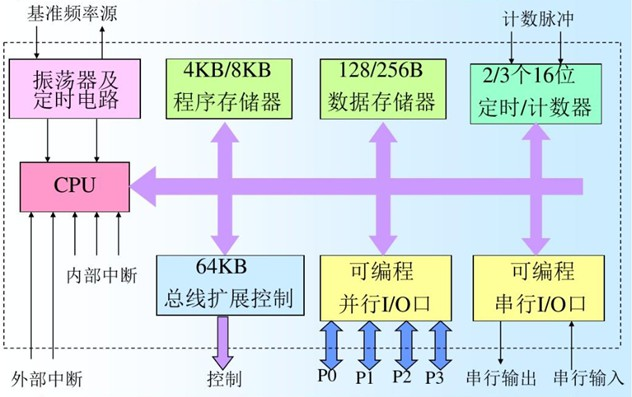 基准频率源
计数脉冲
振荡器及
定时电路
4KB/8KB
程序存储器
128/256B
数据存储器
2/3个16位
定时/计数器
CPU
内部中断
64KB
总线扩展控制
可编程
并行I/O口
可编程
串行I/O口
外部中断
控制
P0
P1
P2
P3
串行输出
串行输入